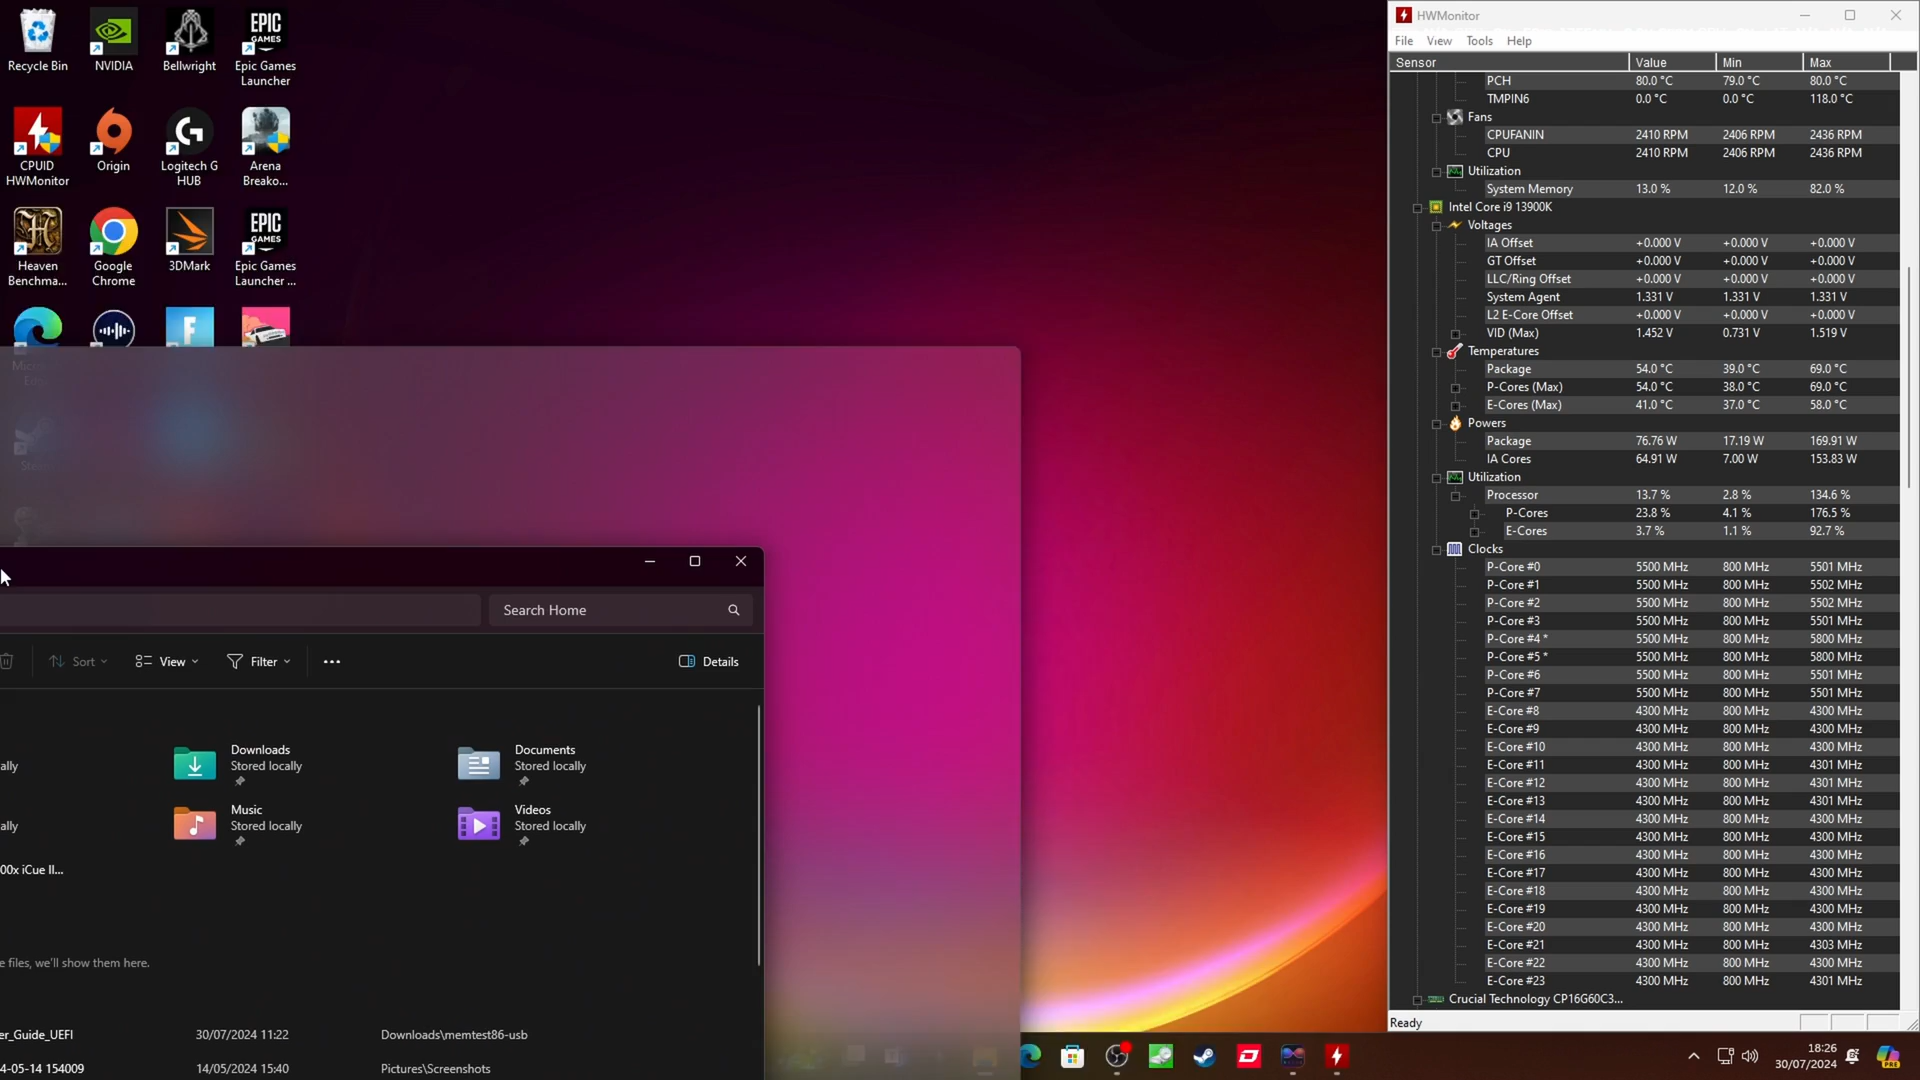 Recycle Bin
NVIDIA
Bellwright
Epic Games
Launcher
CPUID
HWMonitor
Origin
Logitech G
HUB
Arena
Breako...
Heaven
Benchma...
Google
Chrome
3DMark
Epic Games
Launcher ...
EPIC
GAMES
EPIC
GAMES
Search Home
Sort
View
Filter
Details
ally
Downloads
Stored locally
Documents
Stored locally
ally
Music
Stored locally
Videos
Stored locally
00x iCue II...
e files, we'll show them here.
er_Guide_UEFI 30/07/2024 11:22 Downloads\memtest86-usb
4-05-14 154009 14/05/2024 15:40 Pictures\Screenshots
HWMonitor
File View Tools Help
Sensor Value Min Max
PCH 80.0 °C 79.0 °C 80.0 °C
TMPIN6 0.0 °C 0.0 °C 118.0 °C
Fans
CPUFANIN 2410 RPM 2406 RPM 2436 RPM
CPU 2410 RPM 2406 RPM 2436 RPM
Utilization
System Memory 13.0 % 12.0 % 82.0 %
Intel Core i9 13900K
Voltages
IA Offset +0.000 V +0.000 V +0.000 V
GT Offset +0.000 V +0.000 V +0.000 V
LLC/Ring Offset +0.000 V +0.000 V +0.000 V
System Agent 1.331 V 1.331 V 1.331 V
L2 E-Core Offset +0.000 V +0.000 V +0.000 V
VID (Max) 1.452 V 0.731 V 1.519 V
Temperatures
Package 54.0 °C 39.0 °C 69.0 °C
P-Cores (Max) 54.0 °C 38.0 °C 69.0 °C
E-Cores (Max) 41.0 °C 37.0 °C 58.0 °C
Powers
Package 76.76 W 17.19 W 169.91 W
IA Cores 64.91 W 7.00 W 153.83 W
Utilization
Processor 13.7 % 2.8 % 134.6 %
P-Cores 23.8 % 4.1 % 176.5 %
E-Cores 3.7 % 1.1 % 92.7 %
Clocks
P-Core #0 5500 MHz 800 MHz 5501 MHz
P-Core #1 5500 MHz 800 MHz 5502 MHz
P-Core #2 5500 MHz 800 MHz 5502 MHz
P-Core #3 5500 MHz 800 MHz 5501 MHz
P-Core #4 * 5500 MHz 800 MHz 5800 MHz
P-Core #5 * 5500 MHz 800 MHz 5800 MHz
P-Core #6 5500 MHz 800 MHz 5501 MHz
P-Core #7 5500 MHz 800 MHz 5501 MHz
E-Core #8 4300 MHz 800 MHz 4300 MHz
E-Core #9 4300 MHz 800 MHz 4300 MHz
E-Core #10 4300 MHz 800 MHz 4300 MHz
E-Core #11 4300 MHz 800 MHz 4301 MHz
E-Core #12 4300 MHz 800 MHz 4301 MHz
E-Core #13 4300 MHz 800 MHz 4301 MHz
E-Core #14 4300 MHz 800 MHz 4300 MHz
E-Core #15 4300 MHz 800 MHz 4300 MHz
E-Core #16 4300 MHz 800 MHz 4300 MHz
E-Core #17 4300 MHz 800 MHz 4300 MHz
E-Core #18 4300 MHz 800 MHz 4300 MHz
E-Core #19 4300 MHz 800 MHz 4300 MHz
E-Core #20 4300 MHz 800 MHz 4300 MHz
E-Core #21 4300 MHz 800 MHz 4303 MHz
E-Core #22 4300 MHz 800 MHz 4300 MHz
E-Core #23 4300 MHz 800 MHz 4301 MHz
Crucial Technology CP16G60C3...
Ready
18:26
30/07/2024
PRE